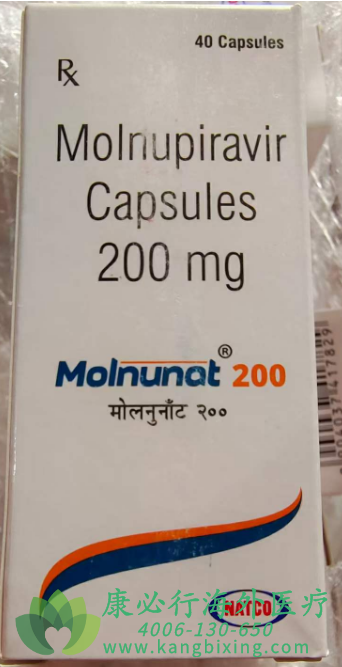 40 Capsules
Rx
Molnupiravir
Capsules
200 mg
Molnunat® 200
मोलनुनाँट २००
NATCO
康必行海外医疗
4006-130-650
www.kangbixing.com